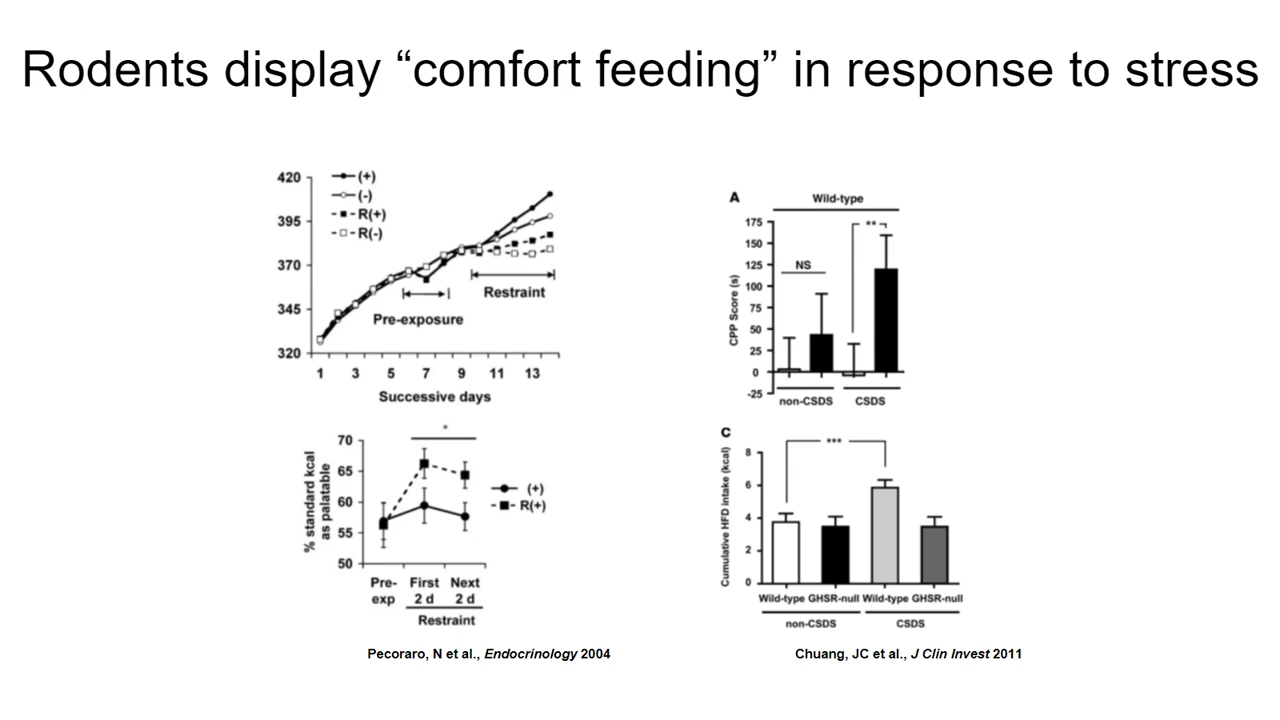 Rodents display “comfort feeding” in response to stress
420
395
370
345
320
(+)
(-)
R(+)
R(-)
Pre-exposure
Restraint
1 3 5 7 9 11 13
Successive days
% standard kcal
as palatable
70
65
60
55
50
*
(+)
R(+)
Pre-
exp
First
2 d
Next
2 d
Restraint
Pecoraro, N et al., Endocrinology 2004
A
Wild-type
CPP Score (s)
175
150
125
100
75
50
25
0
-25
NS
**
non-CSDS CSDS
C
Cumulative HFD intake (kcal)
8
6
4
2
0
***
Wild-type GHSR-null Wild-type GHSR-null
non-CSDS CSDS
Chuang, JC et al., J Clin Invest 2011